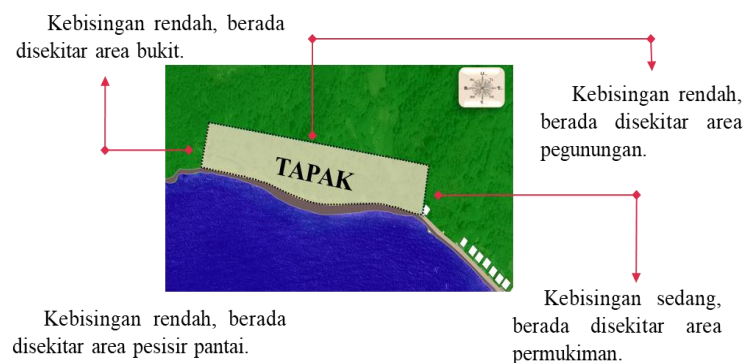 Kebisingan rendah, berada
disekitar area bukit.
Kebisingan rendah,
berada disekitar area
pegunungan.
TAPAK
Kebisingan rendah, berada
disekitar area pesisir pantai.
Kebisingan sedang,
berada disekitar area
permukiman.